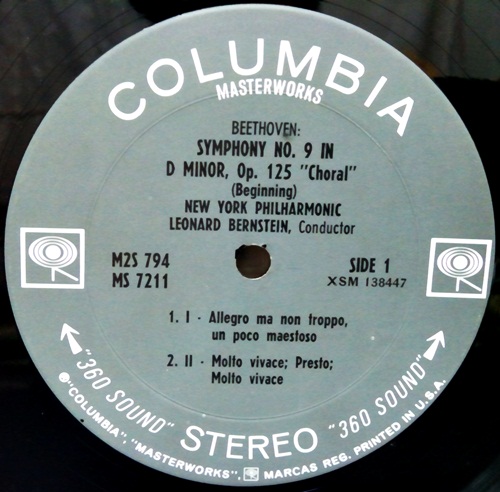 COLUMBIA
MASTERWORKS
BEETHOVEN:
SYMPHONY NO. 9 IN
D MINOR, Op. 125 "Choral"
(Beginning)
NEW YORK PHILHARMONIC
LEONARD BERNSTEIN, Conductor
M2S 794
MS 7211
SIDE 1
XSM 138447
1. I - Allegro ma non troppo,
un poco maestoso
2. II - Molto vivace; Presto;
Molto vivace
"360 SOUND" STEREO "360 SOUND"
℗"COLUMBIA", "MASTERWORKS", MARCAS REG. PRINTED IN U.S.A.